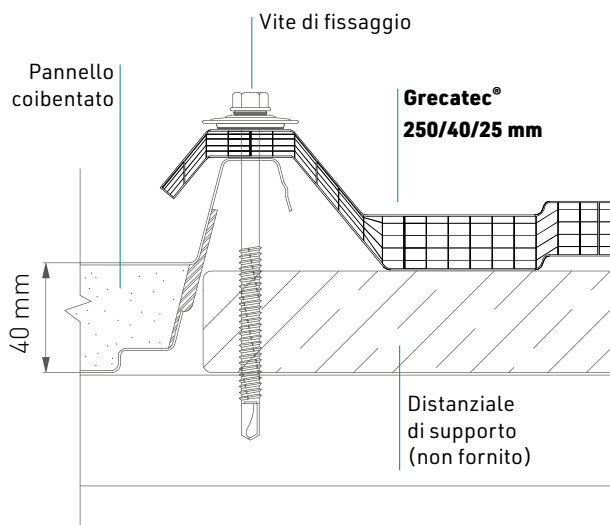 Vite di fissaggio
Pannello
coibentato
Grecatec®
250/40/25 mm
40 mm
Distanziale
di supporto
(non fornito)